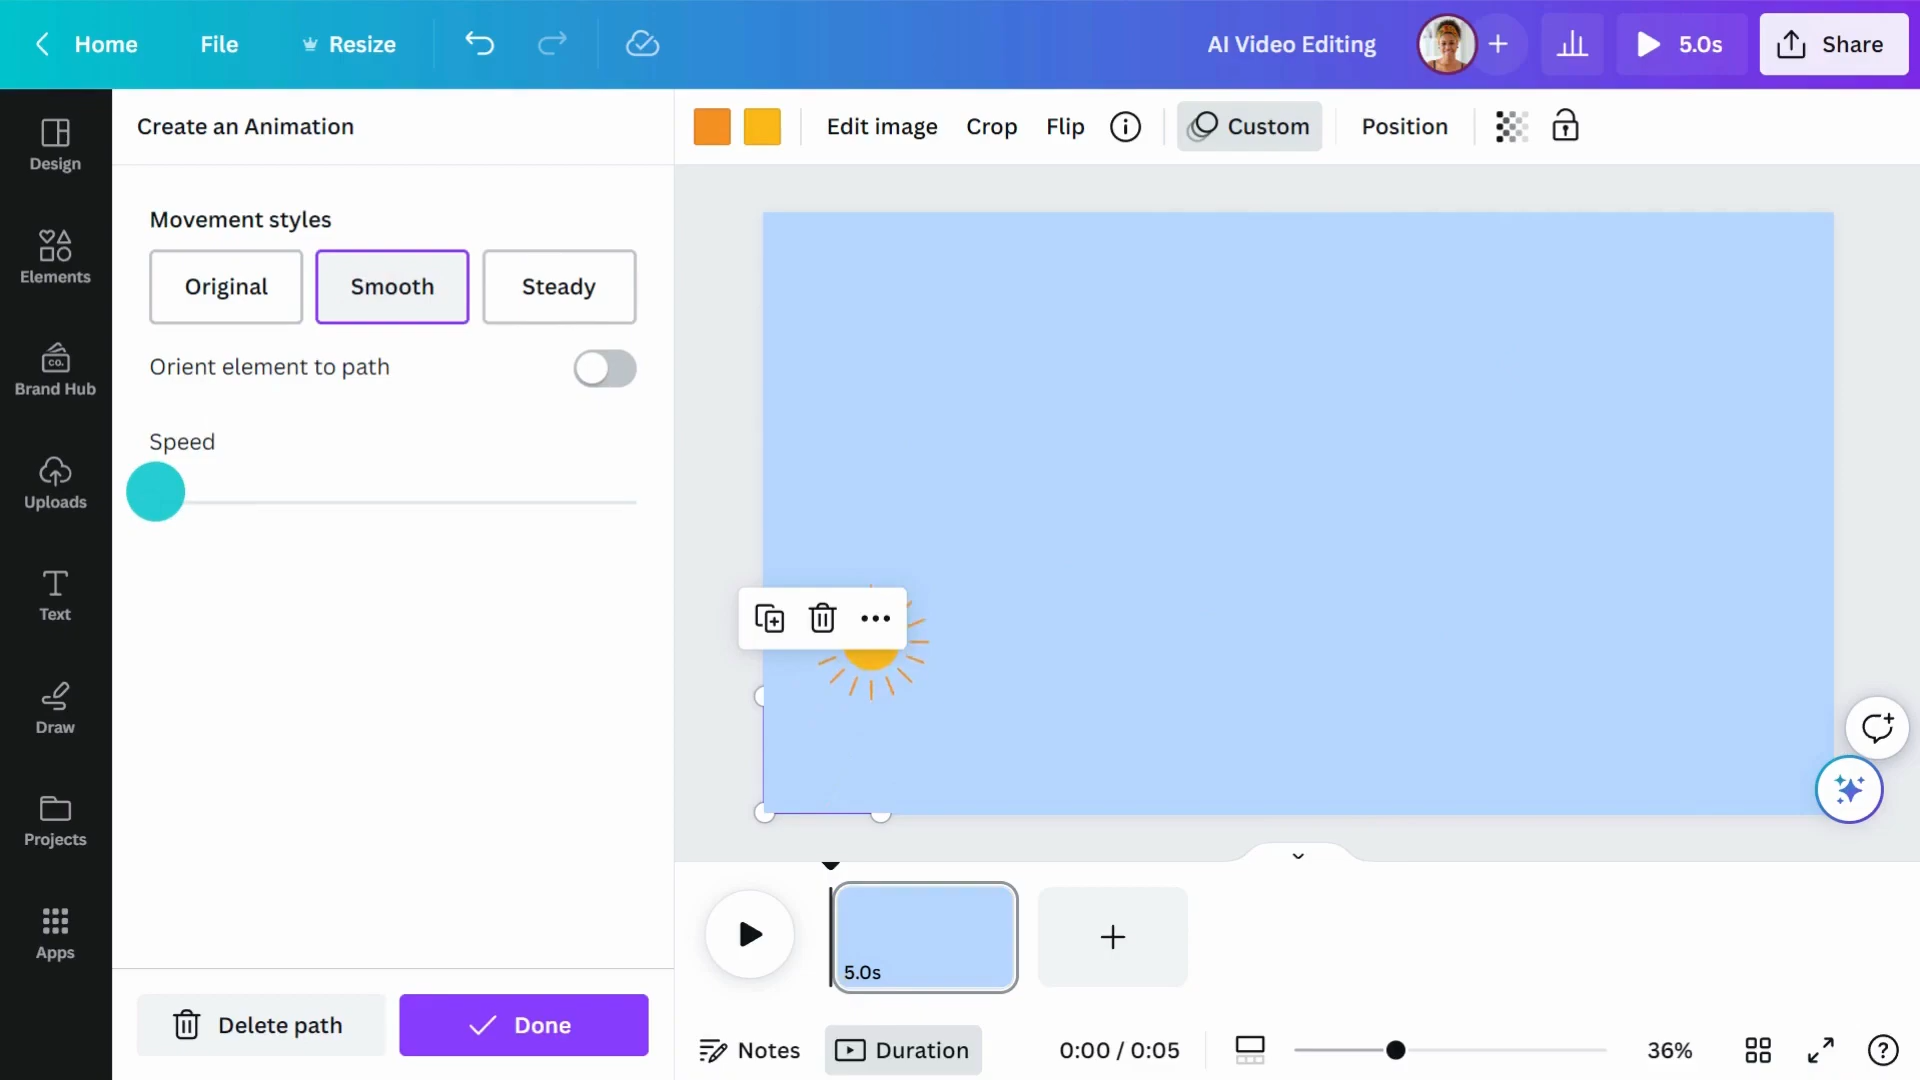 Home
File
Resize
AI Video Editing
5.0s
Share
Design
Elements
CO.
Brand Hub
Uploads
Text
Draw
Projects
Apps
Create an Animation
Movement styles
Original
Smooth
Steady
Orient element to path
Speed
Delete path
Done
Edit image
Crop
Flip
Custom
Position
5.0s
Notes
Duration
0:00 / 0:05
36%